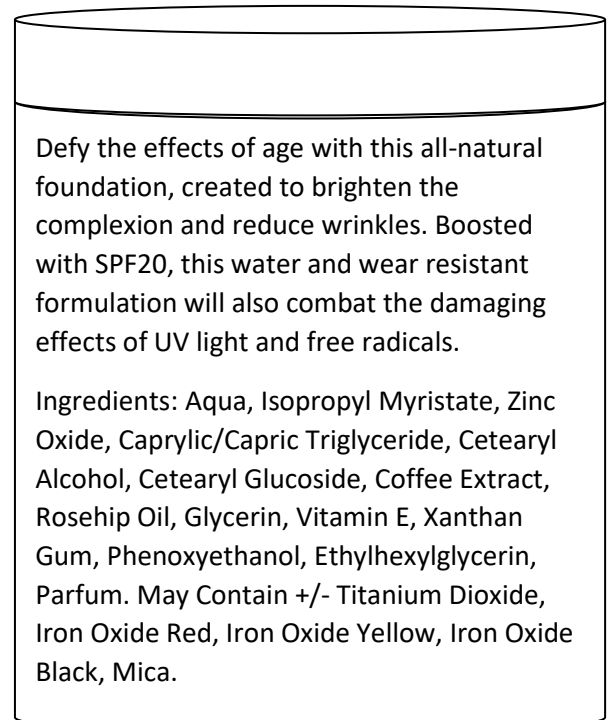 Defy the effects of age with this all-natural
foundation, created to brighten the
complexion and reduce wrinkles. Boosted
with SPF20, this water and wear resistant
formulation will also combat the damaging
effects of UV light and free radicals.
Ingredients: Aqua, Isopropyl Myristate, Zinc
Oxide, Caprylic/Capric Triglyceride, Cetearyl
Alcohol, Cetearyl Glucoside, Coffee Extract,
Rosehip Oil, Glycerin, Vitamin E, Xanthan
Gum, Phenoxyethanol, Ethylhexylglycerin,
Parfum. May Contain +/- Titanium Dioxide,
Iron Oxide Red, Iron Oxide Yellow, Iron Oxide
Black, Mica.